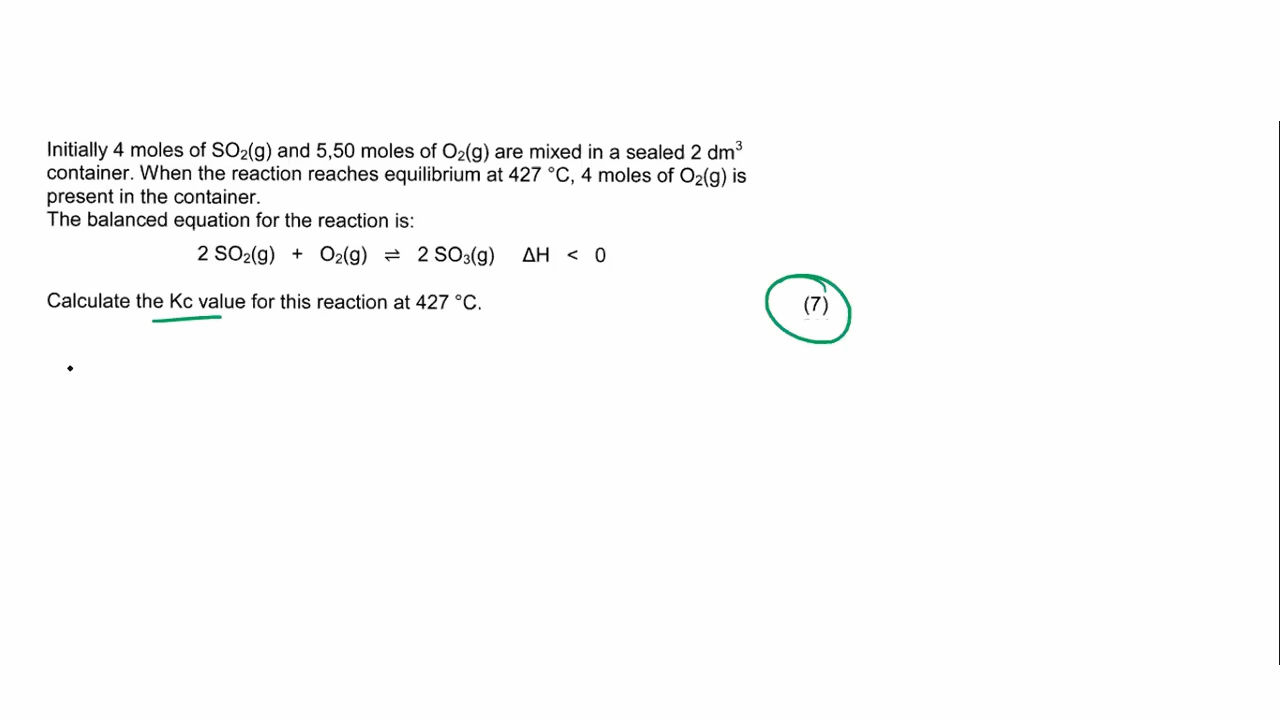 Initially 4 moles of SO₂(g) and 5,50 moles of O₂(g) are mixed in a sealed 2 dm³
container. When the reaction reaches equilibrium at 427 °C, 4 moles of O₂(g) is
present in the container.
The balanced equation for the reaction is:
2 SO₂(g) + O₂(g) ⇌ 2 SO₃(g) ΔH < 0
Calculate the Kc value for this reaction at 427 °C. (7)